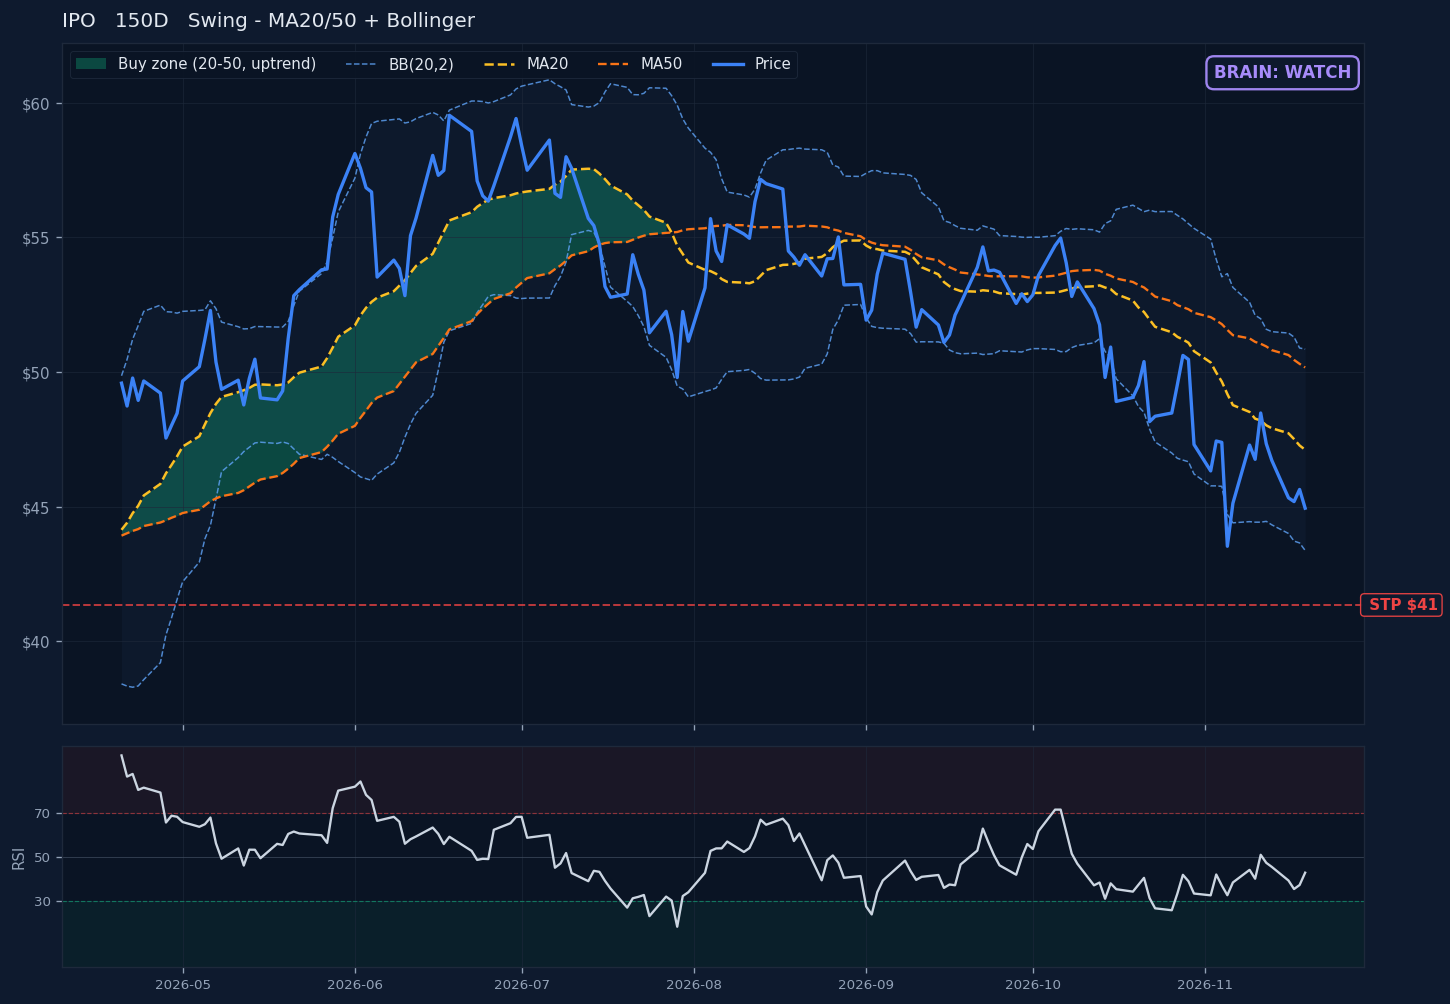 IPO 150D Swing - MA20/50 + Bollinger
Buy zone (20-50, uptrend) BB(20,2) MA20 MA50 Price
BRAIN: WATCH
$60
$55
$50
$45
$40
STP $41
RSI
70
50
30
2026-05 2026-06 2026-07 2026-08 2026-09 2026-10 2026-11